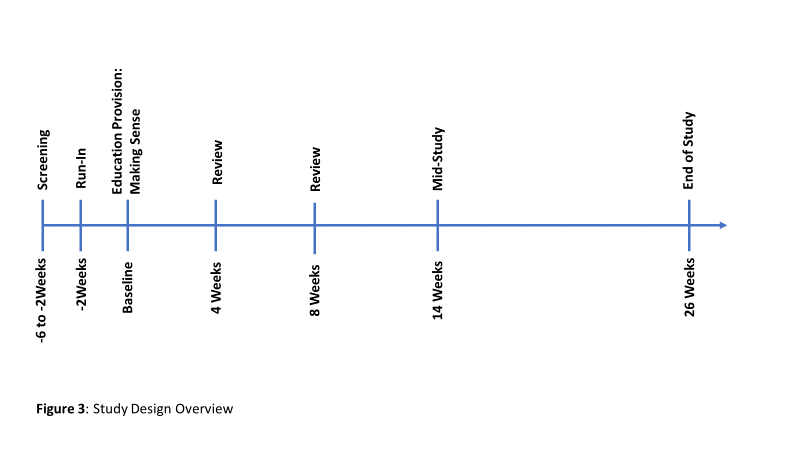 Screening
Run-In
Education Provision:
Making Sense
Review
Review
Mid-Study
End of Study
-6 to -2Weeks
-2Weeks
Baseline
4 Weeks
8 Weeks
14 Weeks
26 Weeks
Figure 3: Study Design Overview